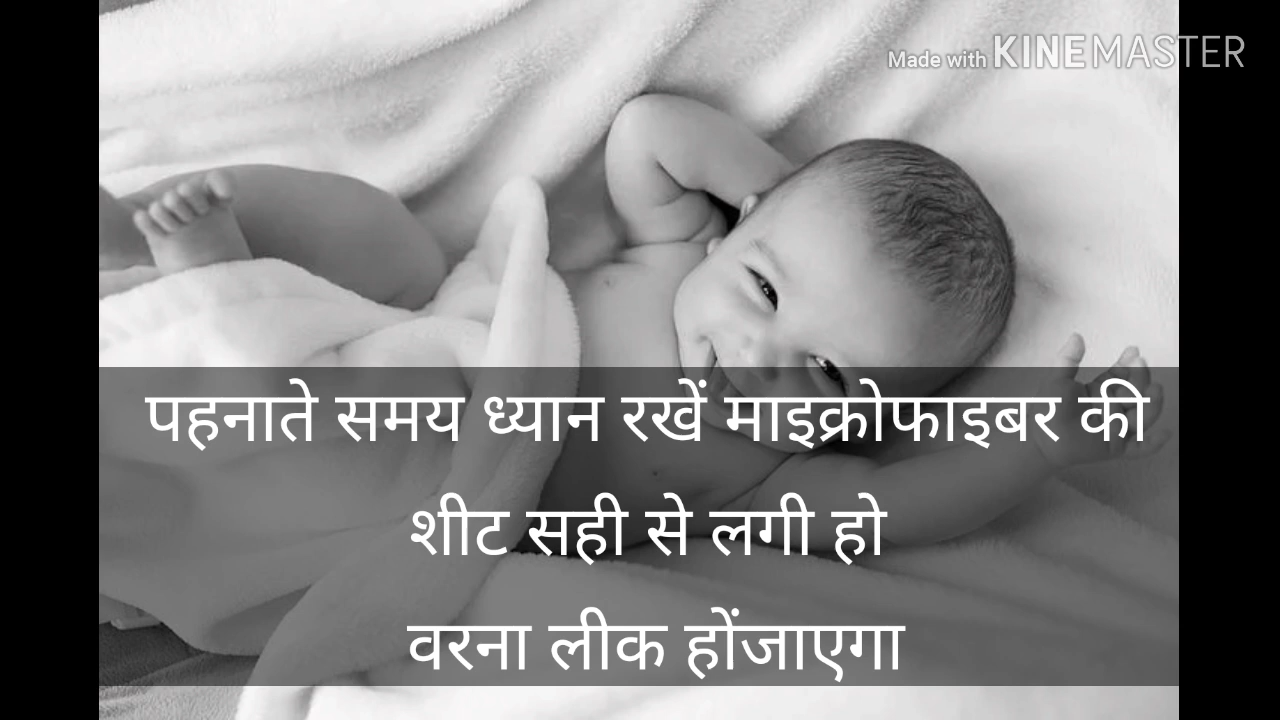 Made with KINEMASTER
पहनाते समय ध्यान रखें माइक्रोफाइबर की
शीट सही से लगी हो
वरना लीक होंजाएगा